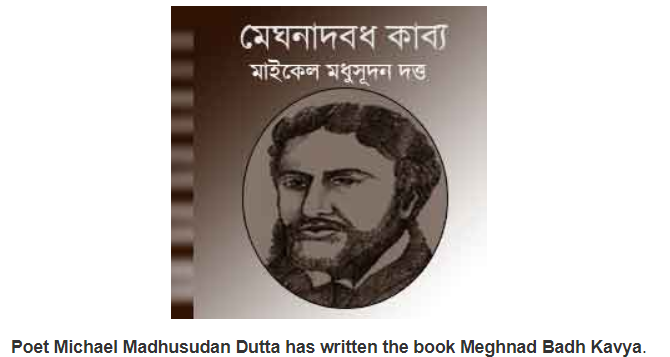 মেঘনাদবধ কাব্য
মাইকেল মধুসূদন দত্ত
Poet Michael Madhusudan Dutta has written the book Meghnad Badh Kavya.